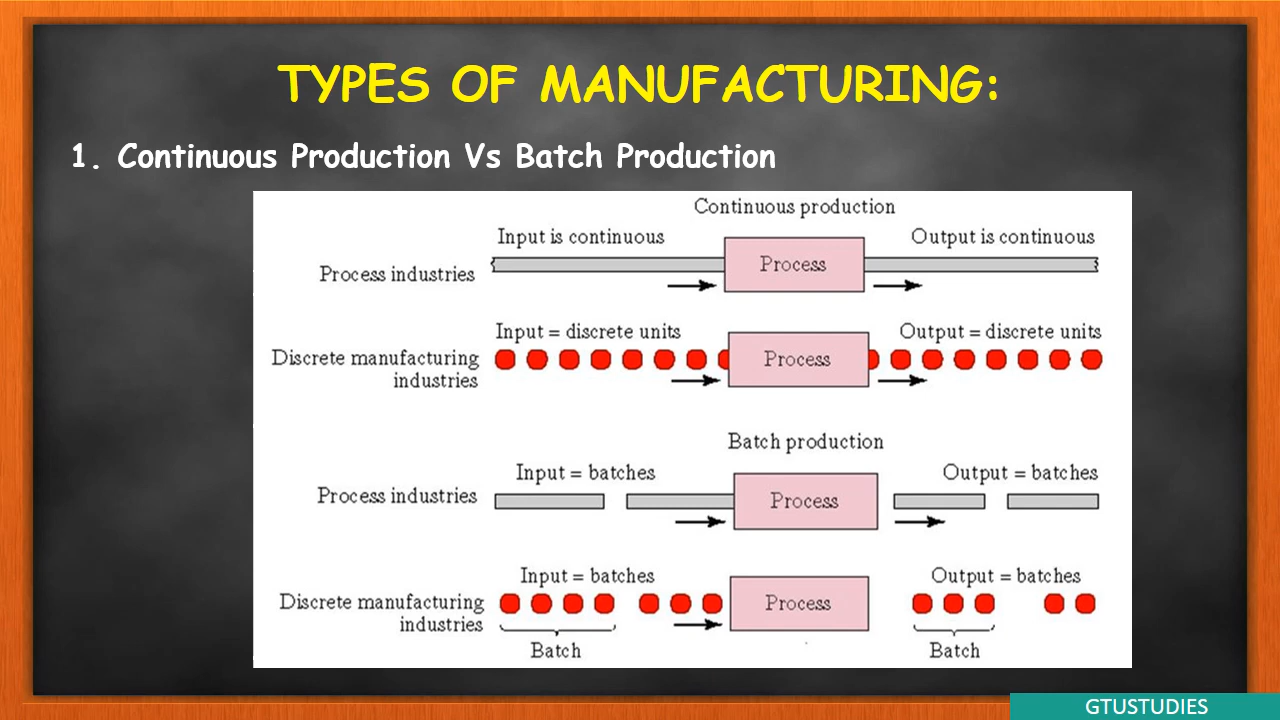 TYPES OF MANUFACTURING:
1. Continuous Production Vs Batch Production
Continuous production
Input is continuous
Output is continuous
Process industries
Process
Input = discrete units
Output = discrete units
Discrete manufacturing
industries
Process
Batch production
Input = batches
Output = batches
Process industries
Process
Input = batches
Output = batches
Discrete manufacturing
industries
Process
Batch
Batch
GTUSTUDIES